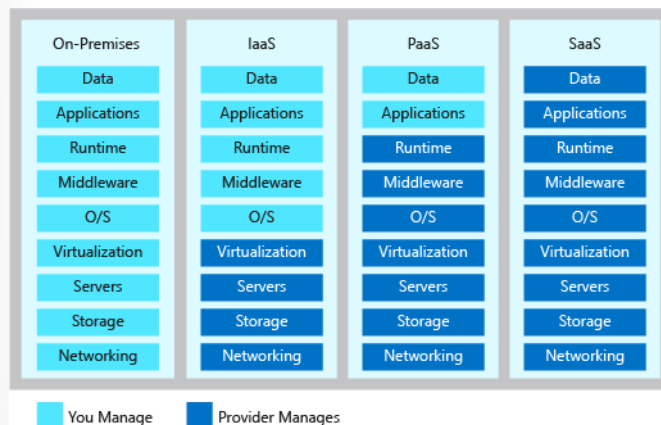 On-Premises IaaS PaaS SaaS
Data Data Data Data
Applications Applications Applications Applications
Runtime Runtime Runtime Runtime
Middleware Middleware Middleware Middleware
O/S O/S O/S O/S
Virtualization Virtualization Virtualization Virtualization
Servers Servers Servers Servers
Storage Storage Storage Storage
Networking Networking Networking Networking
You Manage Provider Manages